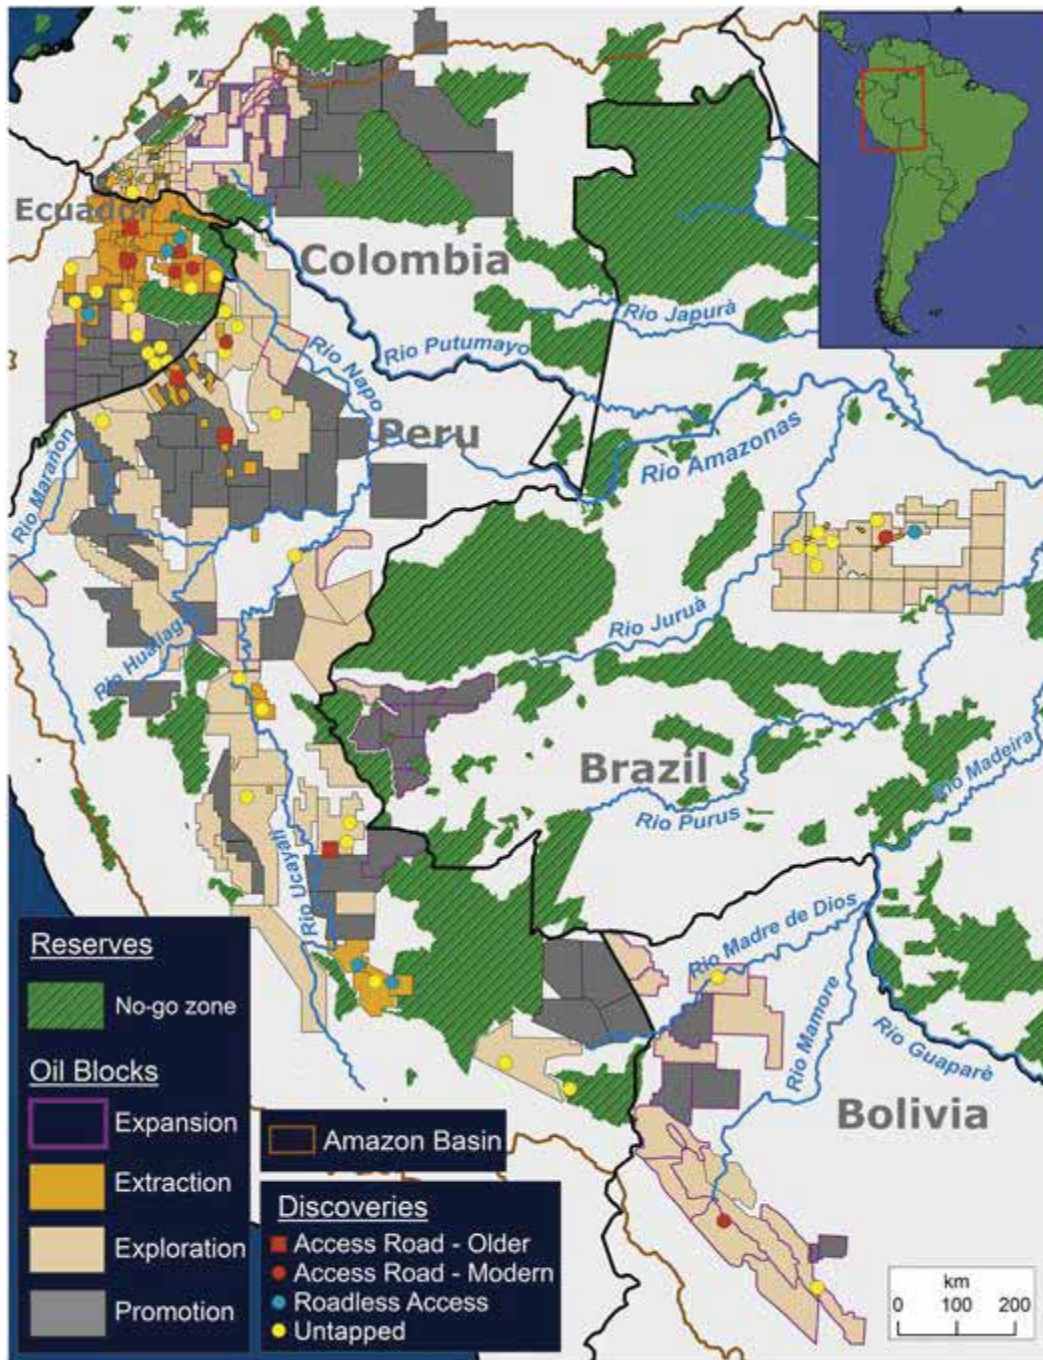 Ecuador
Colombia
Rio Japurà
Rio Putumayo
Rio Napo
Peru
Rio Amazonas
Rio Marañon
Rio Juruà
Rio Huallaga
Brazil
Rio Madeira
Rio Purus
Rio Ucayali
Rio Madre de Dios
Rio Mamore
Rio Guaparè
Bolivia
Reserves
No-go zone
Oil Blocks
Expansion
Extraction
Exploration
Promotion
Amazon Basin
Discoveries
Access Road - Older
Access Road - Modern
Roadless Access
Untapped
km
0 100 200